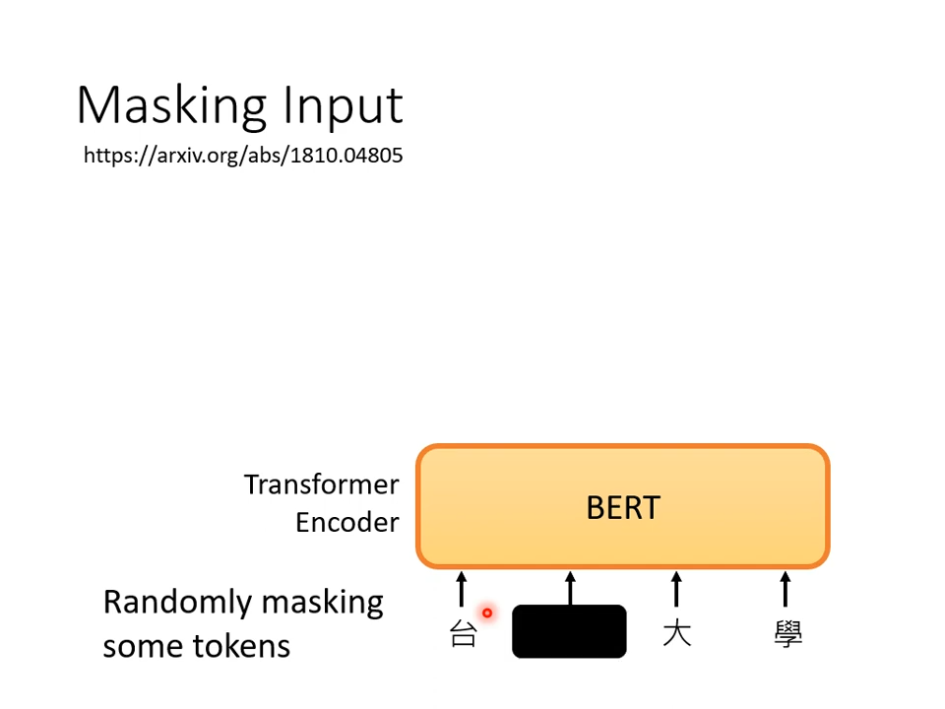 Masking Input
https://arxiv.org/abs/1810.04805
Transformer
Encoder
BERT
Randomly masking
some tokens
台 大 學